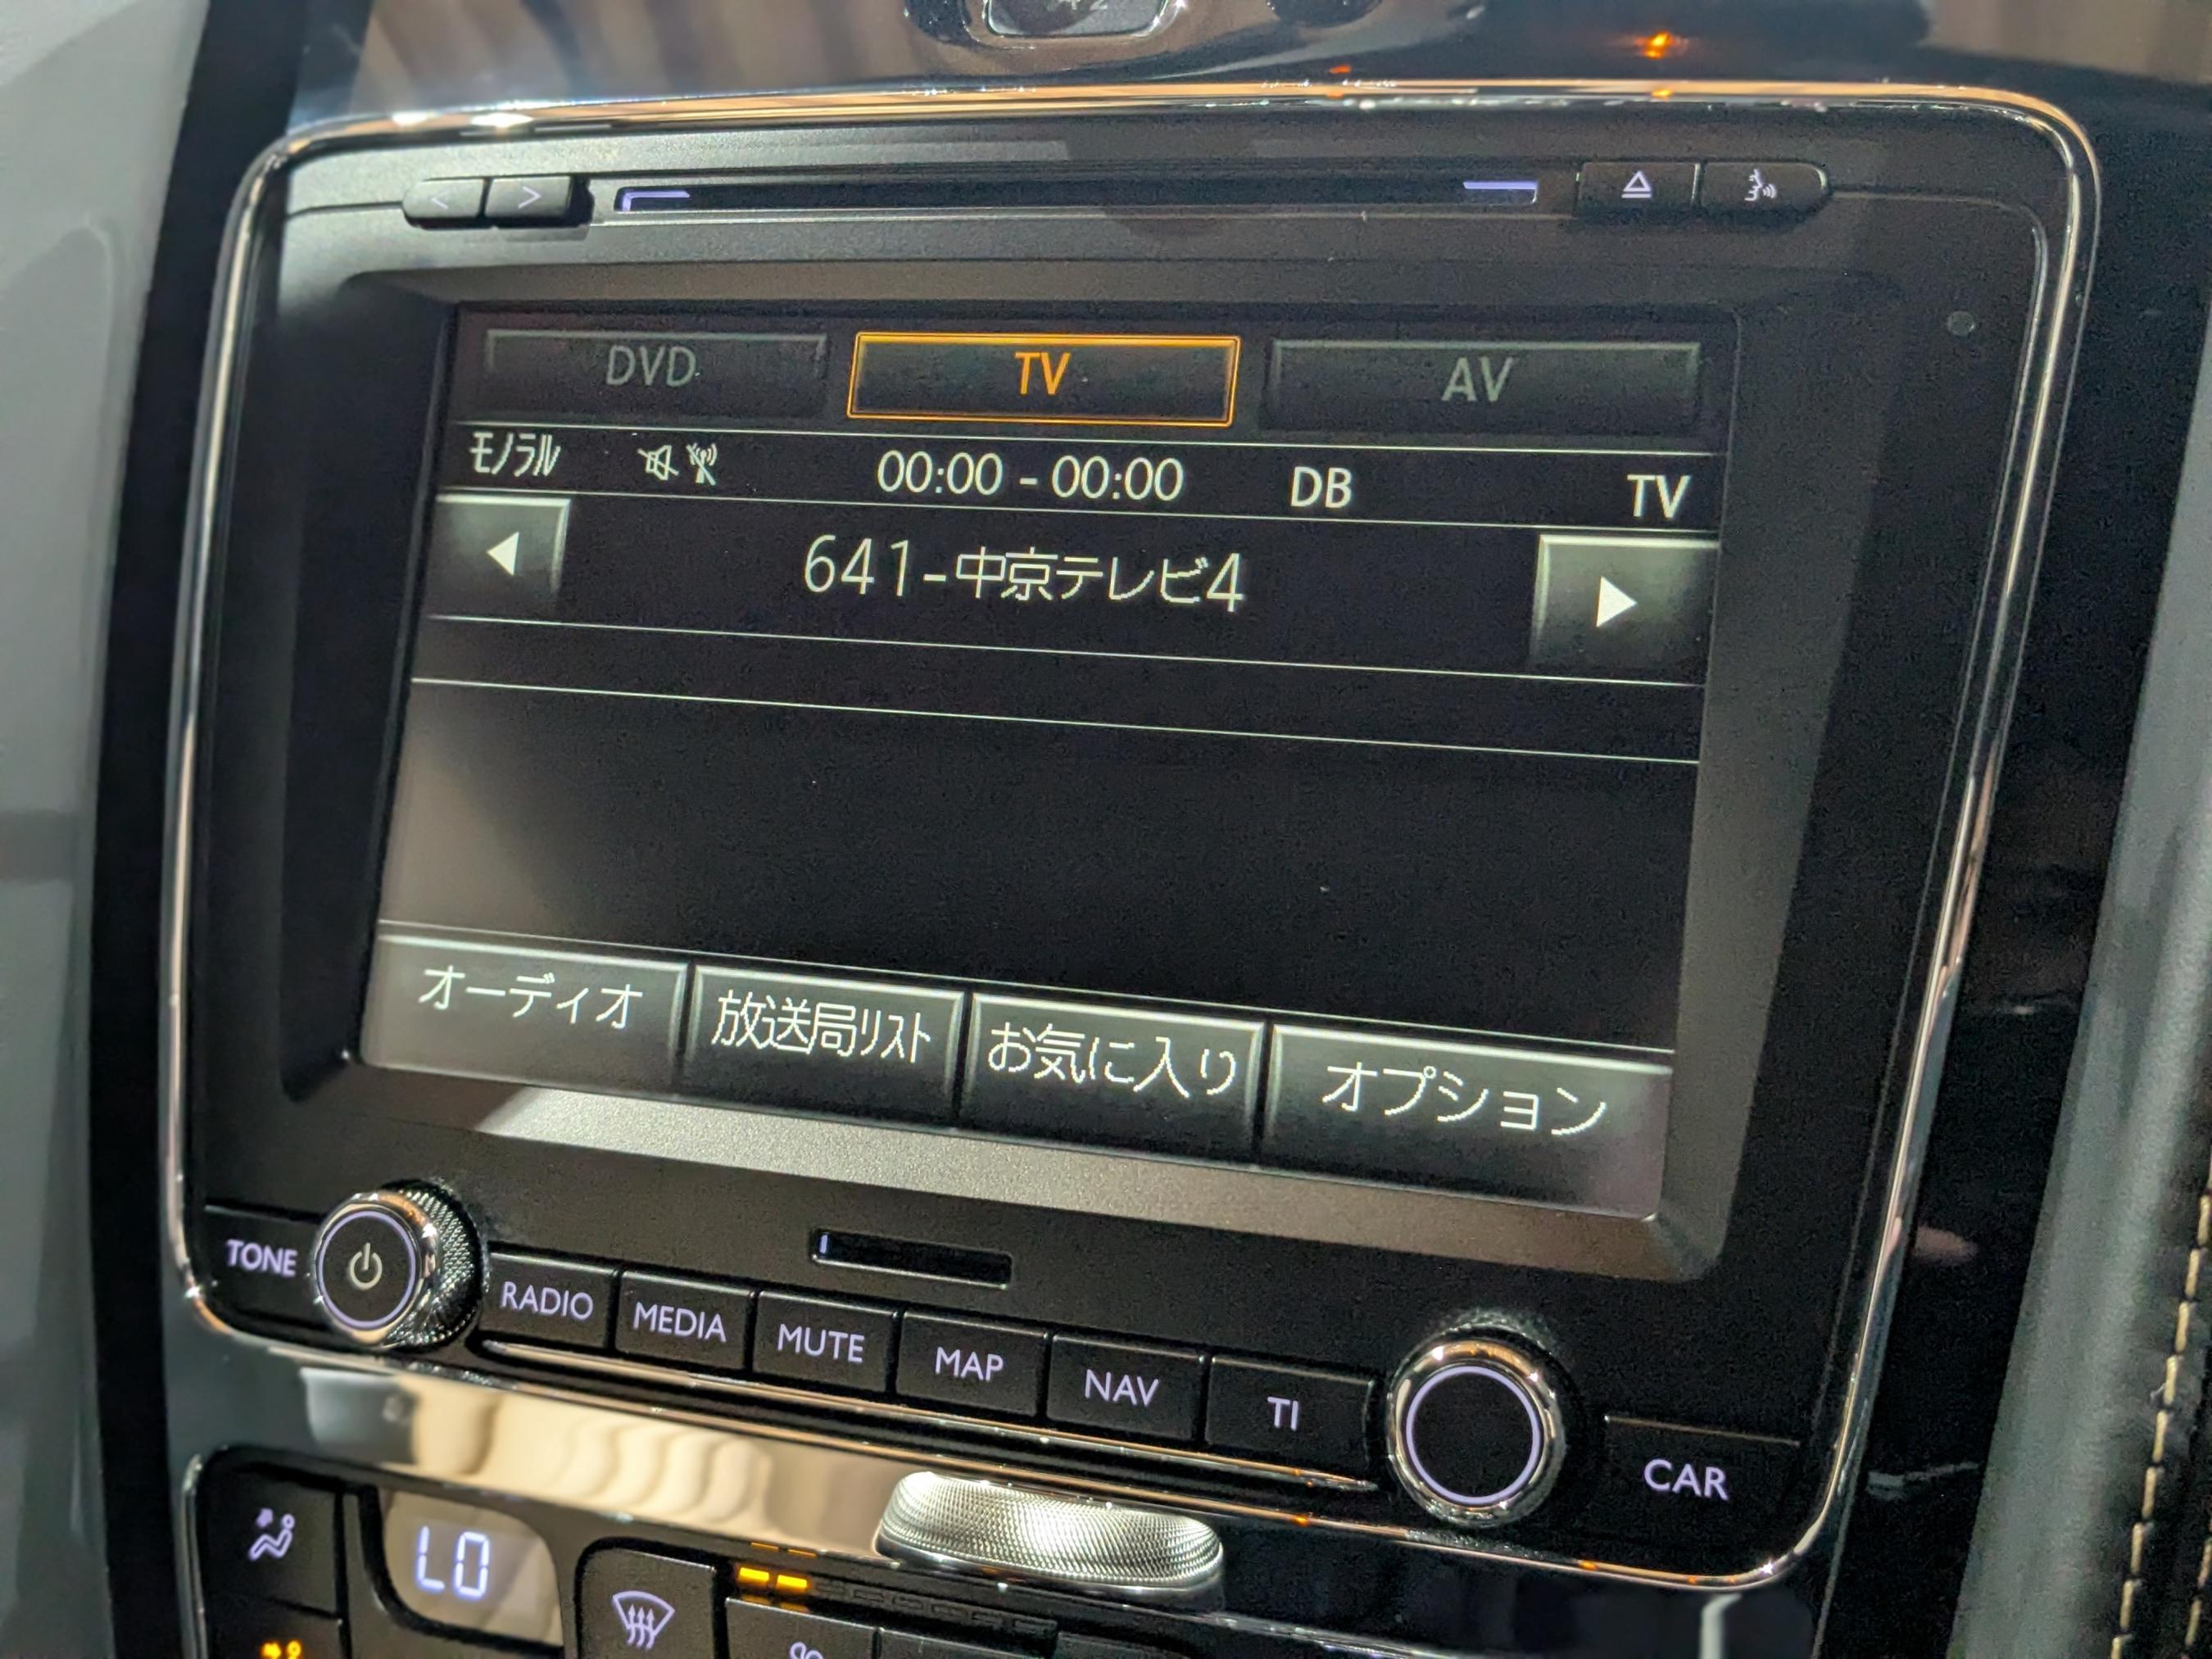 DVD TV AV
モノラル 00:00 - 00:00 DB TV
641-中京テレビ4
オーディオ 放送局リスト お気に入り オプション
TONE RADIO MEDIA MUTE MAP NAV TI CAR
LO